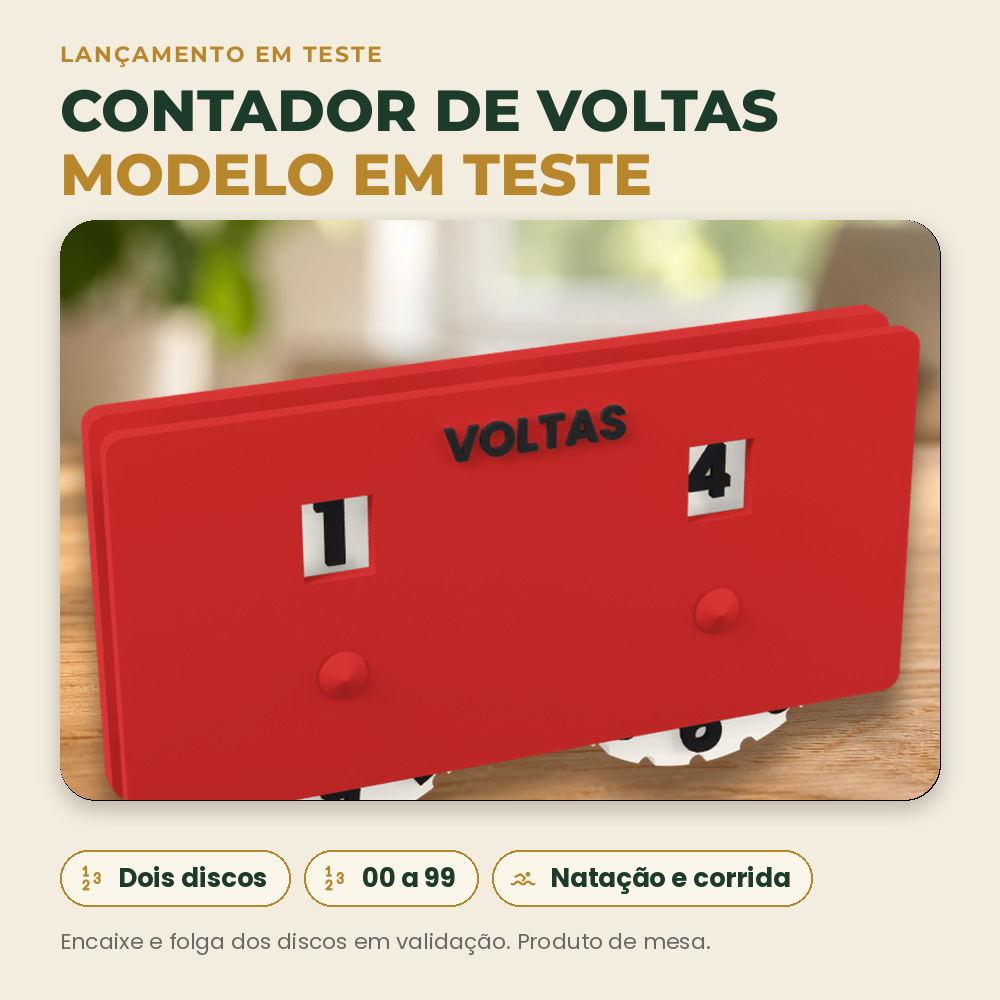 LANÇAMENTO EM TESTE
CONTADOR DE VOLTAS
MODELO EM TESTE
VOLTAS
1
4
6
Dois discos
00 a 99
Natação e corrida
Encaixe e folga dos discos em validação. Produto de mesa.